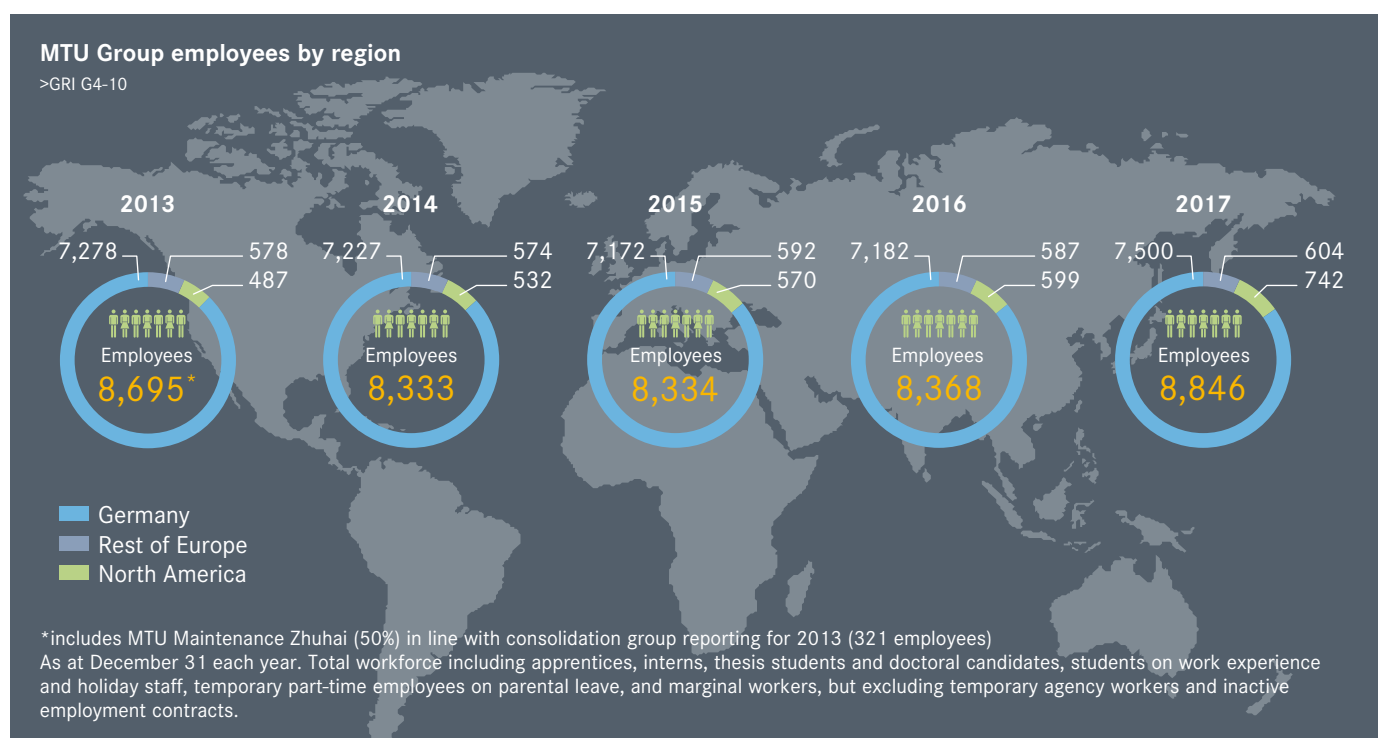 MTU Group employees by region
>GRI G4-10
2013
2014
2015
2016
2017
7,278
578
487
Employees
8,695*
7,227
574
532
Employees
8,333
7,172
592
570
Employees
8,334
7,182
587
599
Employees
8,368
7,500
604
742
Employees
8,846
Germany
Rest of Europe
North America
*includes MTU Maintenance Zhuhai (50%) in line with consolidation group reporting for 2013 (321 employees)
As at December 31 each year. Total workforce including apprentices, interns, thesis students and doctoral candidates, students on work experience
and holiday staff, temporary part-time employees on parental leave, and marginal workers, but excluding temporary agency workers and inactive
employment contracts.